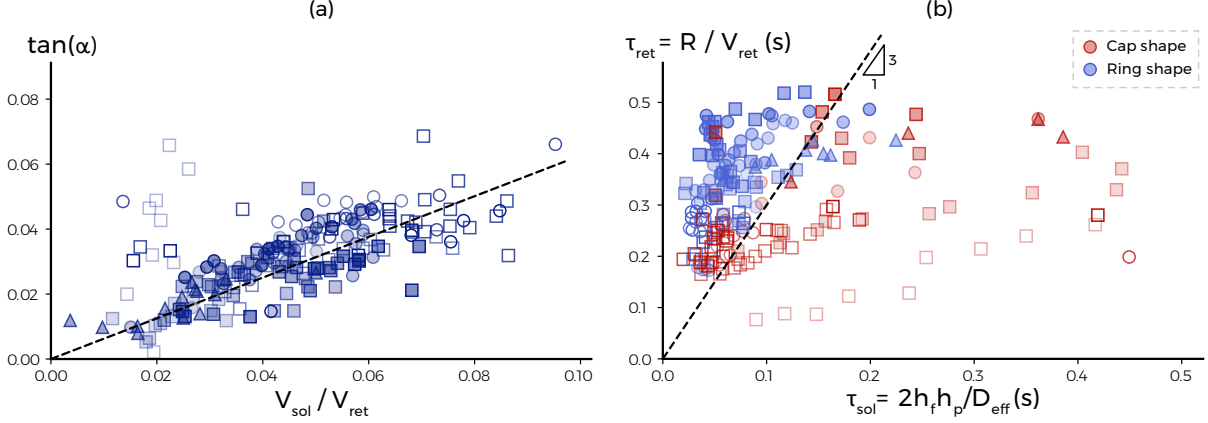 (a)
tan(α)
0.08
0.06
0.04
0.02
0.00
0.00 0.02 0.04 0.06 0.08 0.10
V_sol / V_ret
(b)
τ_ret = R / V_ret (s)
Cap shape
Ring shape
3
1
0.5
0.4
0.3
0.2
0.1
0.0
0.0 0.1 0.2 0.3 0.4 0.5
τ_sol = 2h_f h_p/D_eff (s)